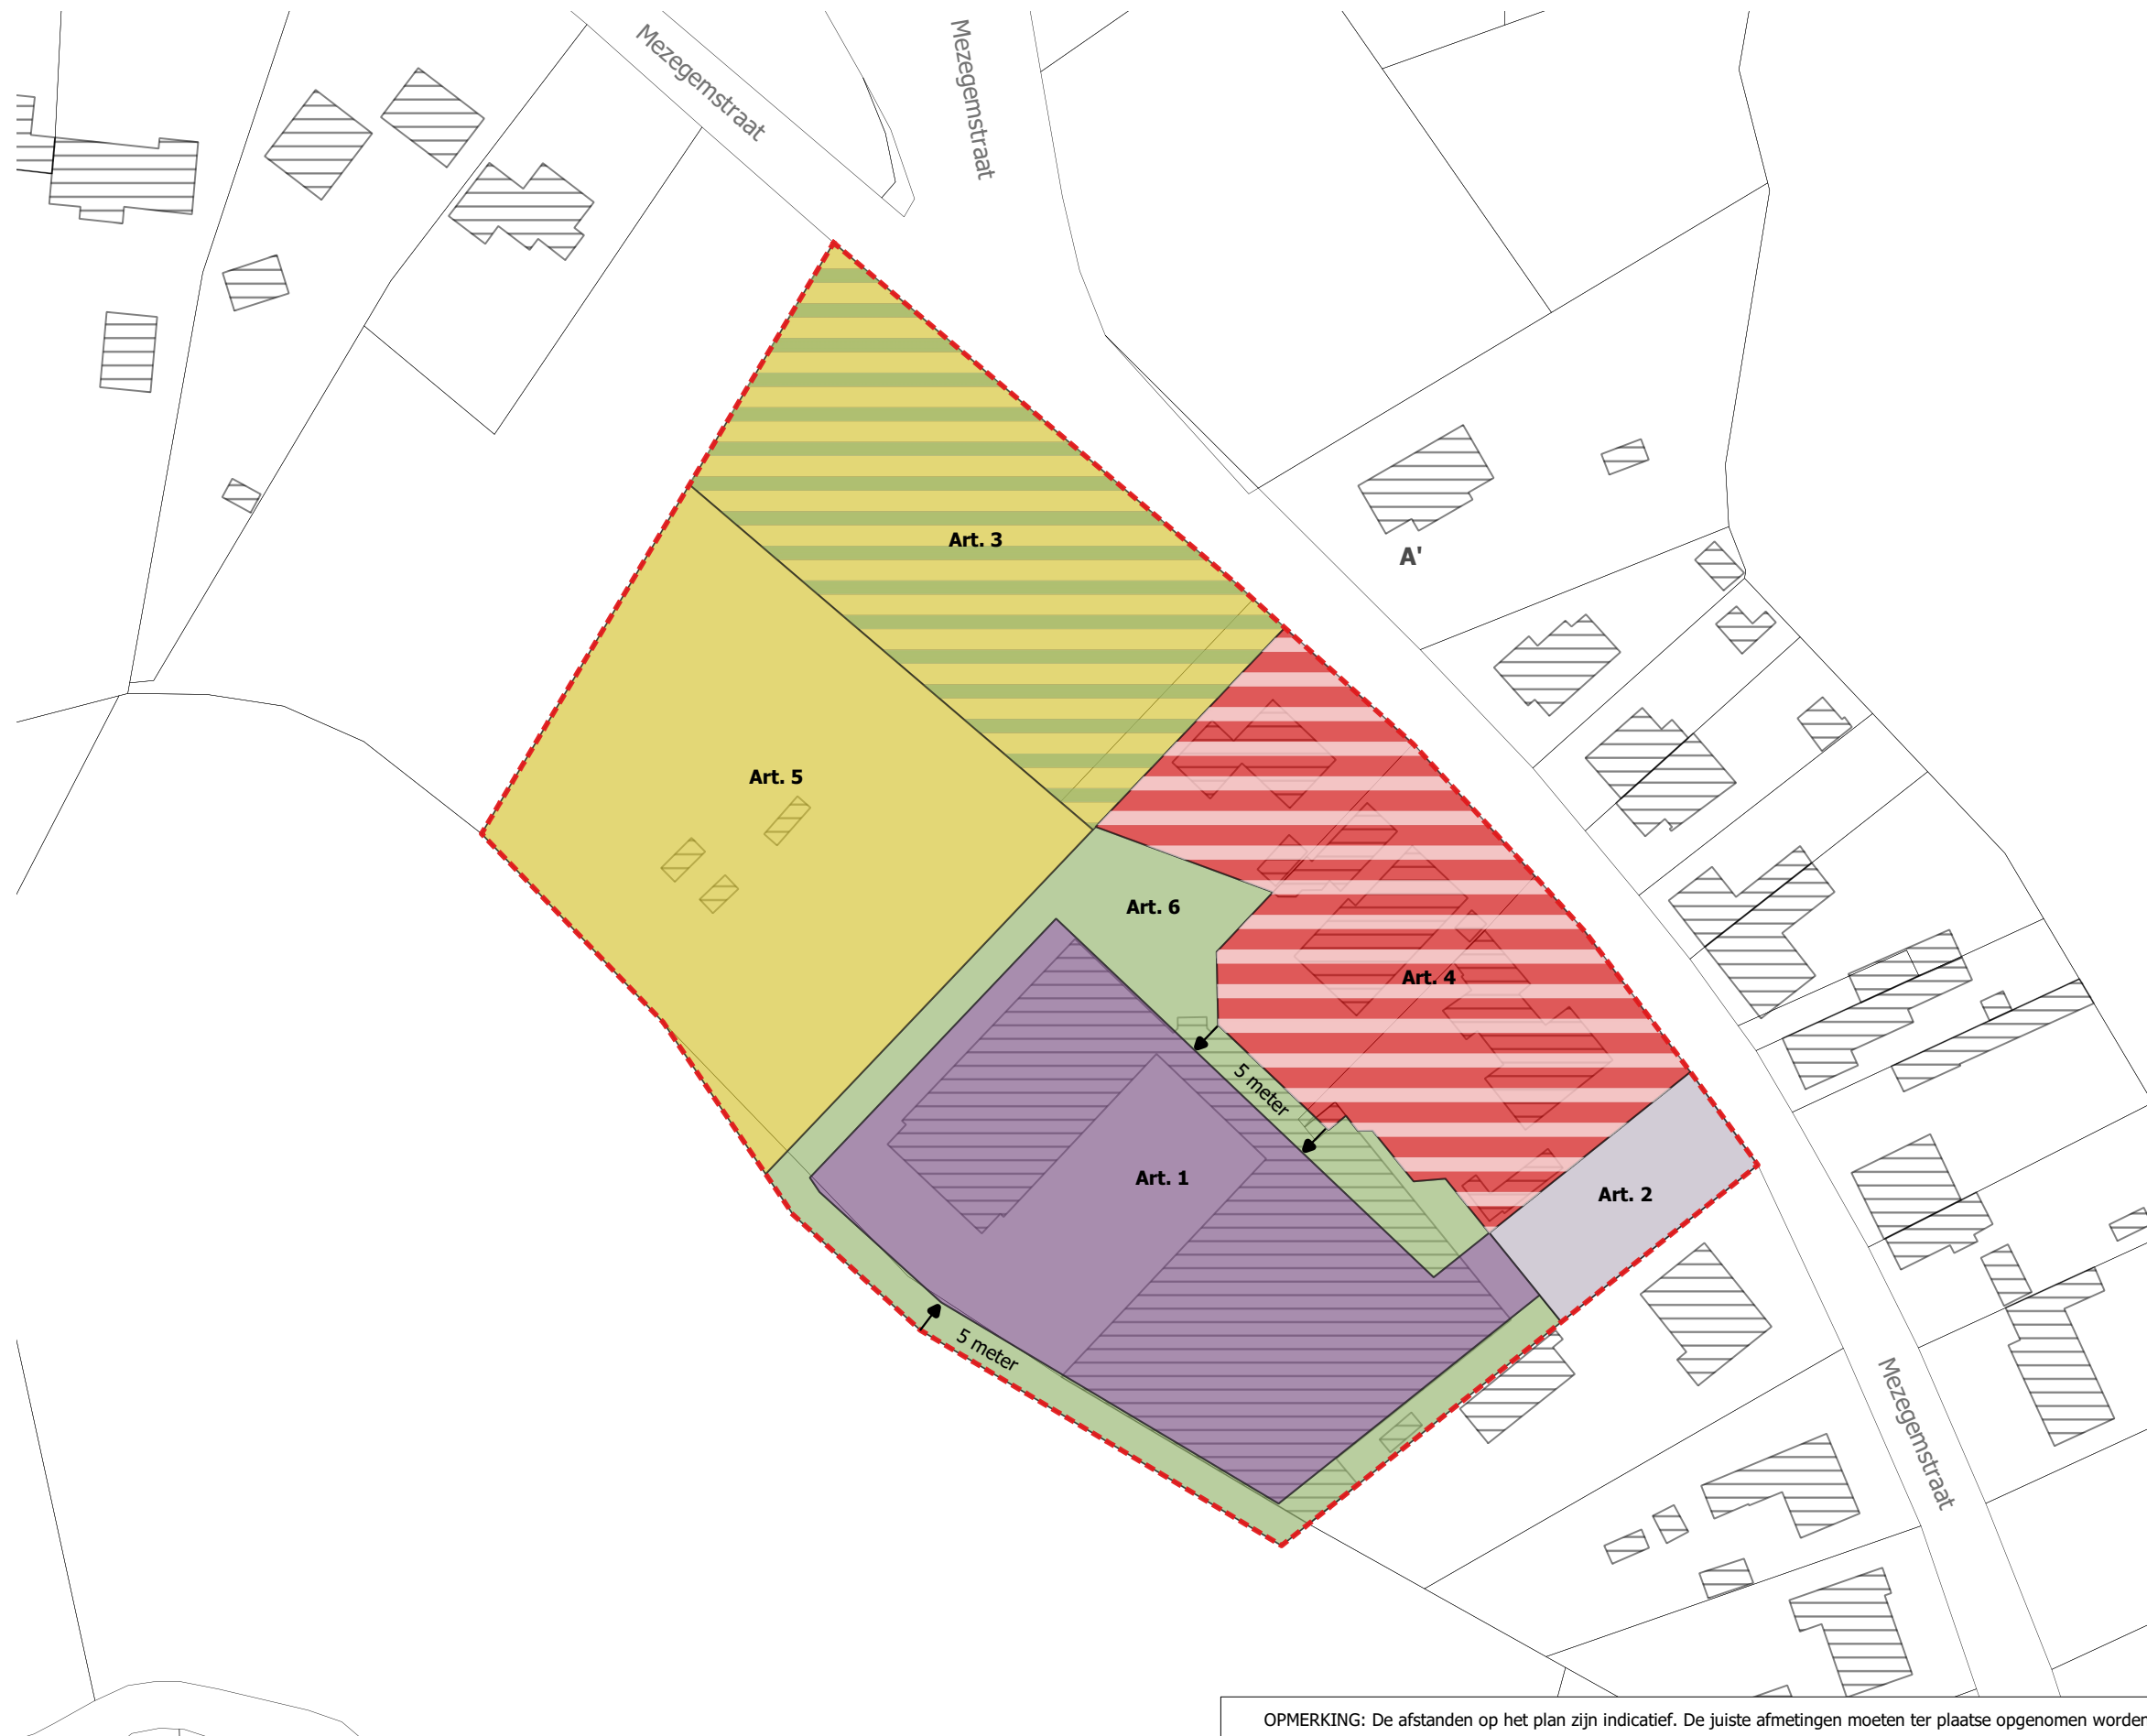 Mezegemstraat
Mezegemstraat
Art. 3
A'
Art. 5
Art. 6
Art. 4
5 meter
Art. 1
Art. 2
5 meter
Mezegemstraat
OPMERKING: De afstanden op het plan zijn indicatief. De juiste afmetingen moeten ter plaatse opgenomen worden